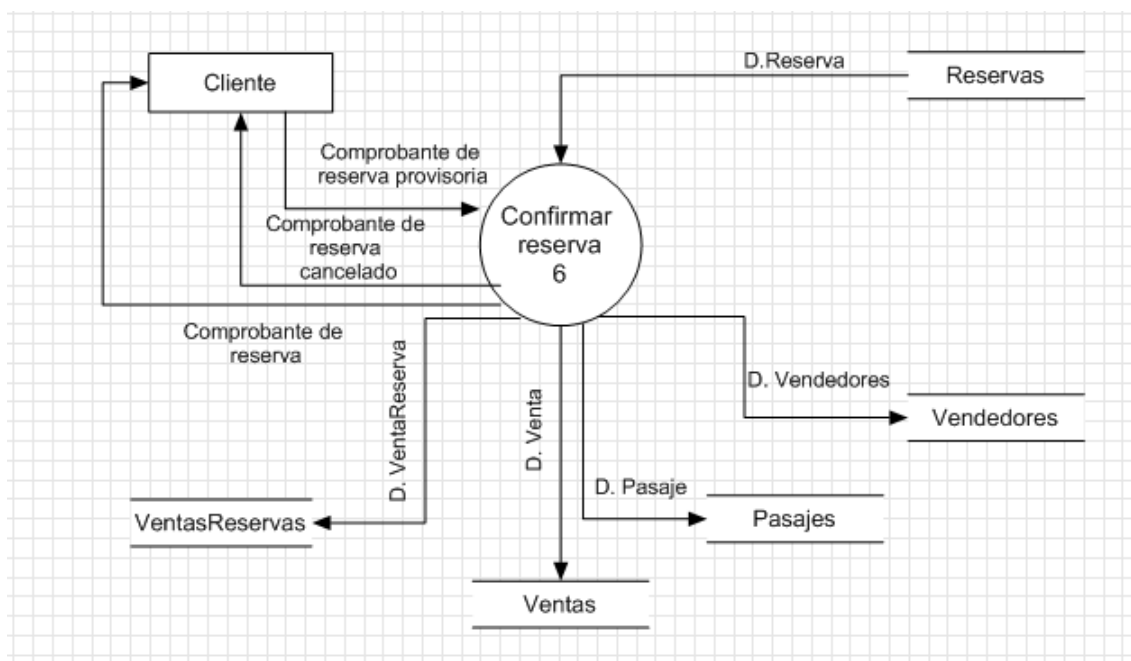 Cliente
D.Reserva
Reservas
Comprobante de
reserva provisoria
Confirmar
reserva
6
Comprobante de
reserva
cancelado
Comprobante de
reserva
D. VentaReserva
D. Venta
D. Vendedores
Vendedores
D. Pasaje
Pasajes
VentasReservas
Ventas